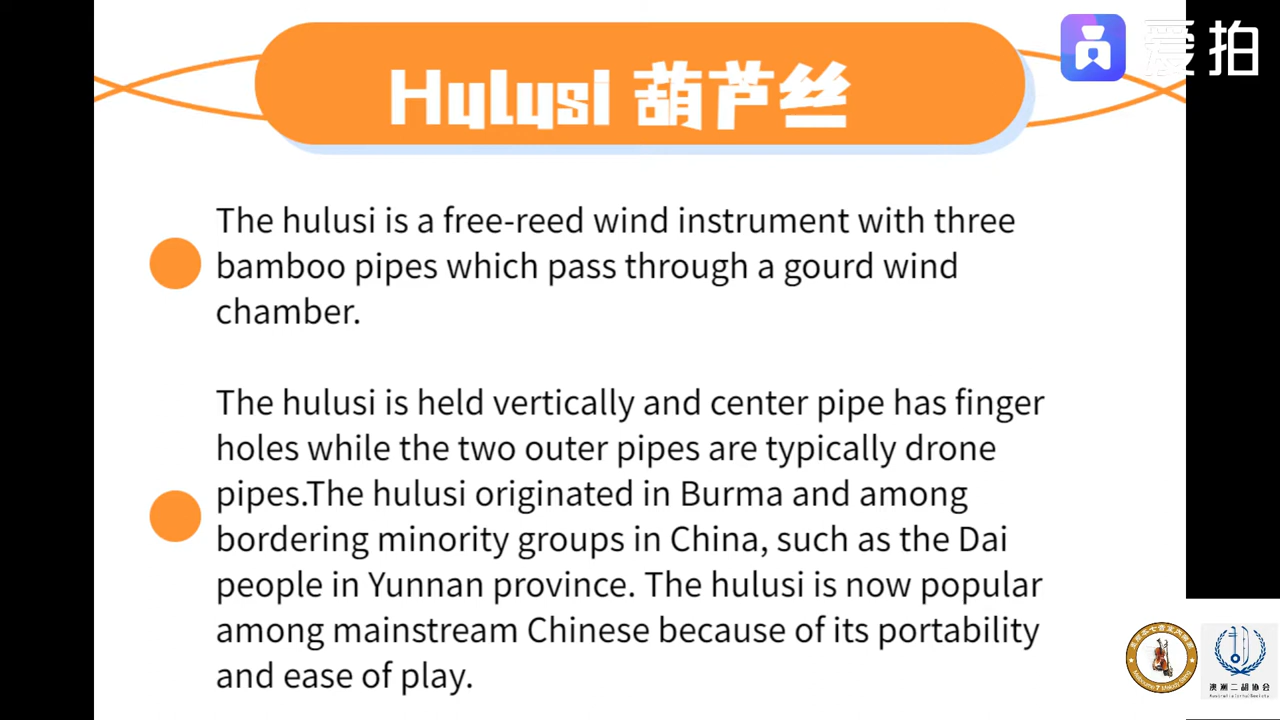 爱拍
Hulusi 葫芦丝
The hulusi is a free-reed wind instrument with three
bamboo pipes which pass through a gourd wind
chamber.
The hulusi is held vertically and center pipe has finger
holes while the two outer pipes are typically drone
pipes.The hulusi originated in Burma and among
bordering minority groups in China, such as the Dai
people in Yunnan province. The hulusi is now popular
among mainstream Chinese because of its portability
and ease of play.
澳洲二胡协会